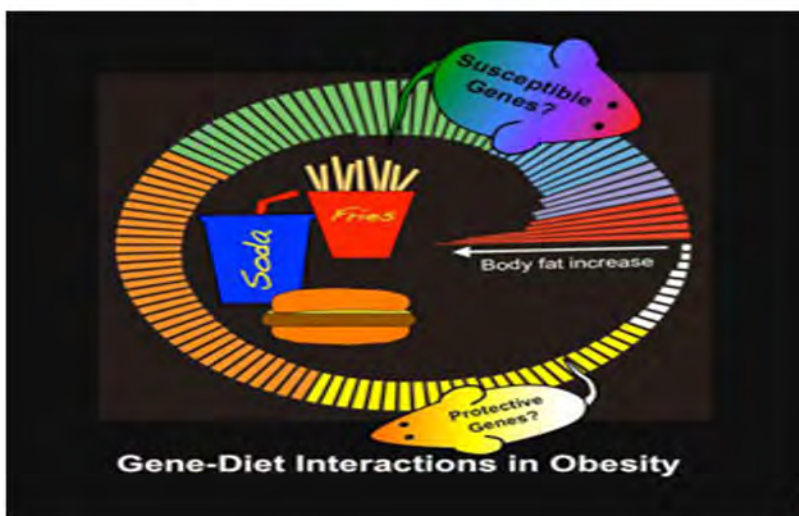 Susceptible
Genes?
Fries
Soda
Body fat increase
Protective
Genes?
Gene-Diet Interactions in Obesity